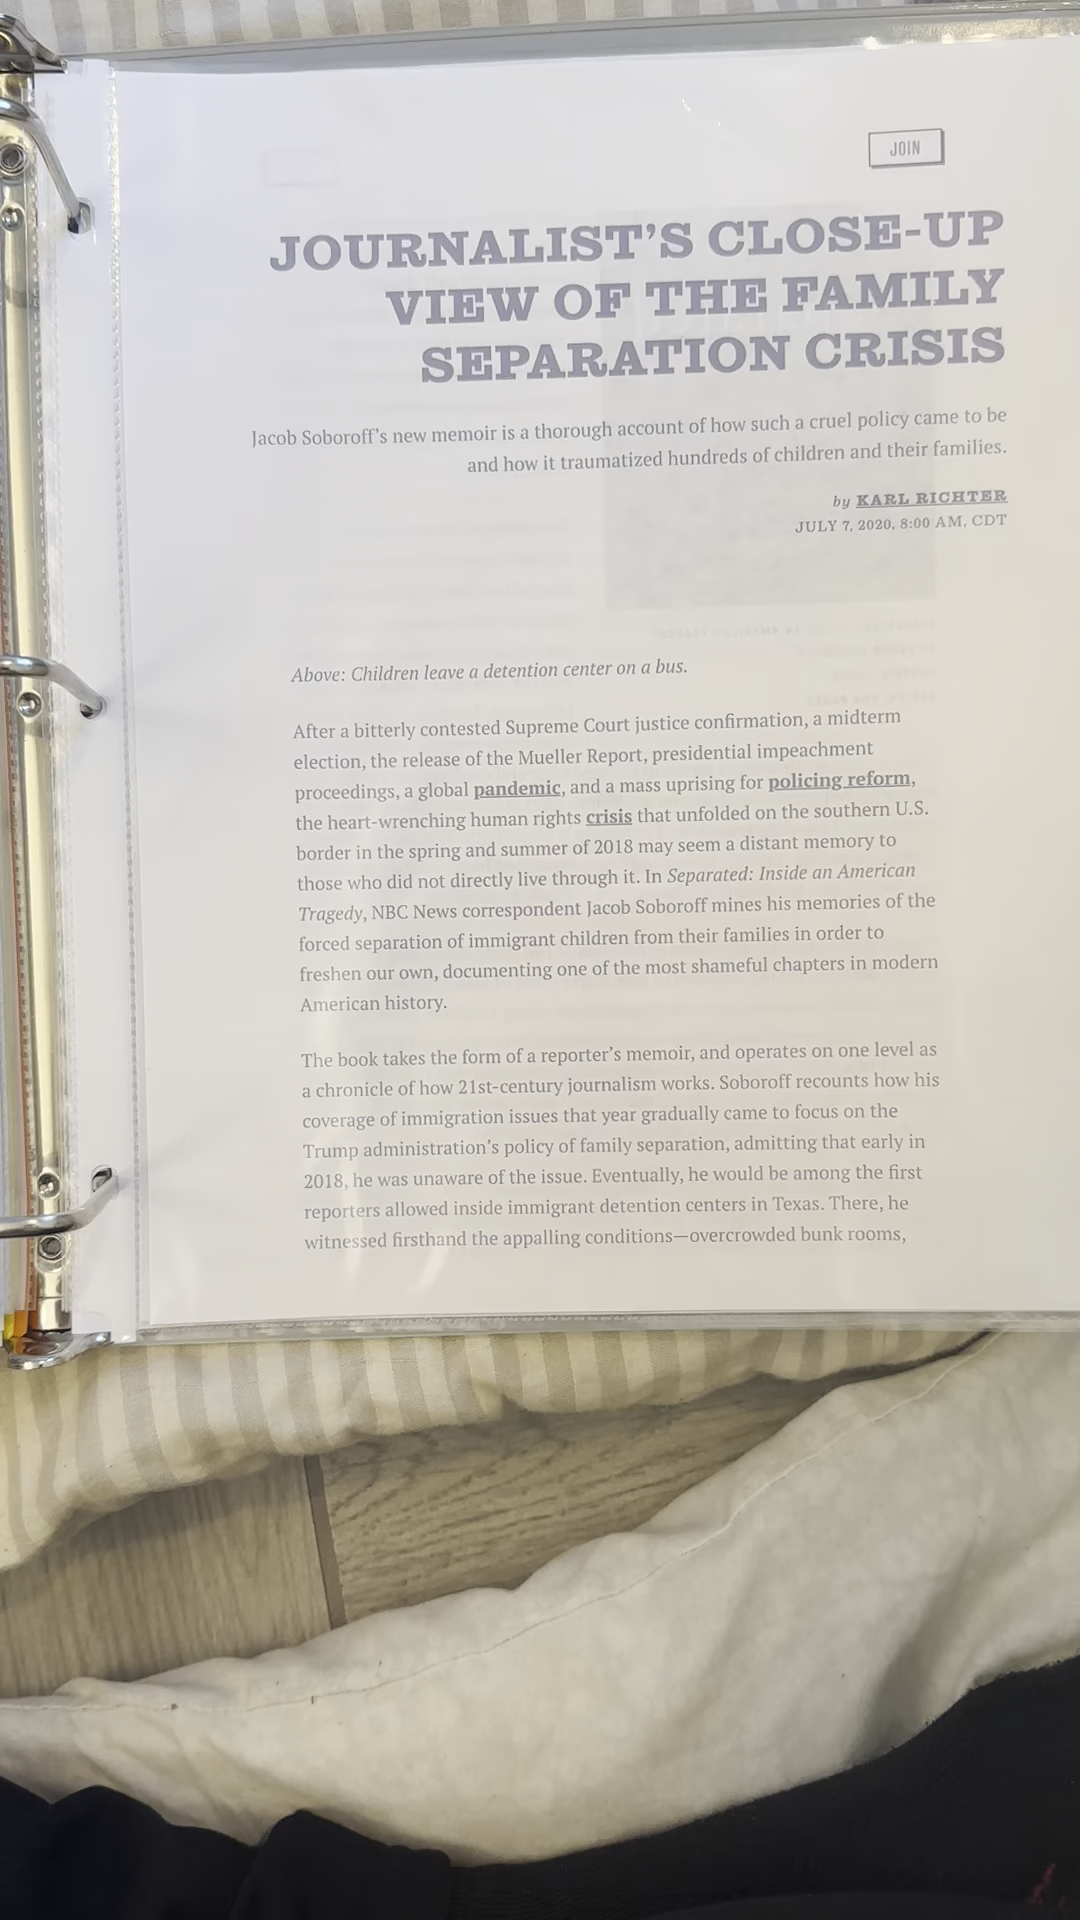 JOIN
JOURNALIST'S CLOSE-UP
VIEW OF THE FAMILY
SEPARATION CRISIS
Jacob Soboroff's new memoir is a thorough account of how such a cruel policy came to be
and how it traumatized hundreds of children and their families.
by KARL RICHTER
JULY 7, 2020, 8:00 AM, CDT
Above: Children leave a detention center on a bus.
After a bitterly contested Supreme Court justice confirmation, a midterm
election, the release of the Mueller Report, presidential impeachment
proceedings, a global pandemic, and a mass uprising for policing reform,
the heart-wrenching human rights crisis that unfolded on the southern U.S.
border in the spring and summer of 2018 may seem a distant memory to
those who did not directly live through it. In Separated: Inside an American
Tragedy, NBC News correspondent Jacob Soboroff mines his memories of the
forced separation of immigrant children from their families in order to
freshen our own, documenting one of the most shameful chapters in modern
American history.
The book takes the form of a reporter's memoir, and operates on one level as
a chronicle of how 21st-century journalism works. Soboroff recounts how his
coverage of immigration issues that year gradually came to focus on the
Trump administration's policy of family separation, admitting that early in
2018, he was unaware of the issue. Eventually, he would be among the first
reporters allowed inside immigrant detention centers in Texas. There, he
witnessed firsthand the appalling conditions—overcrowded bunk rooms,